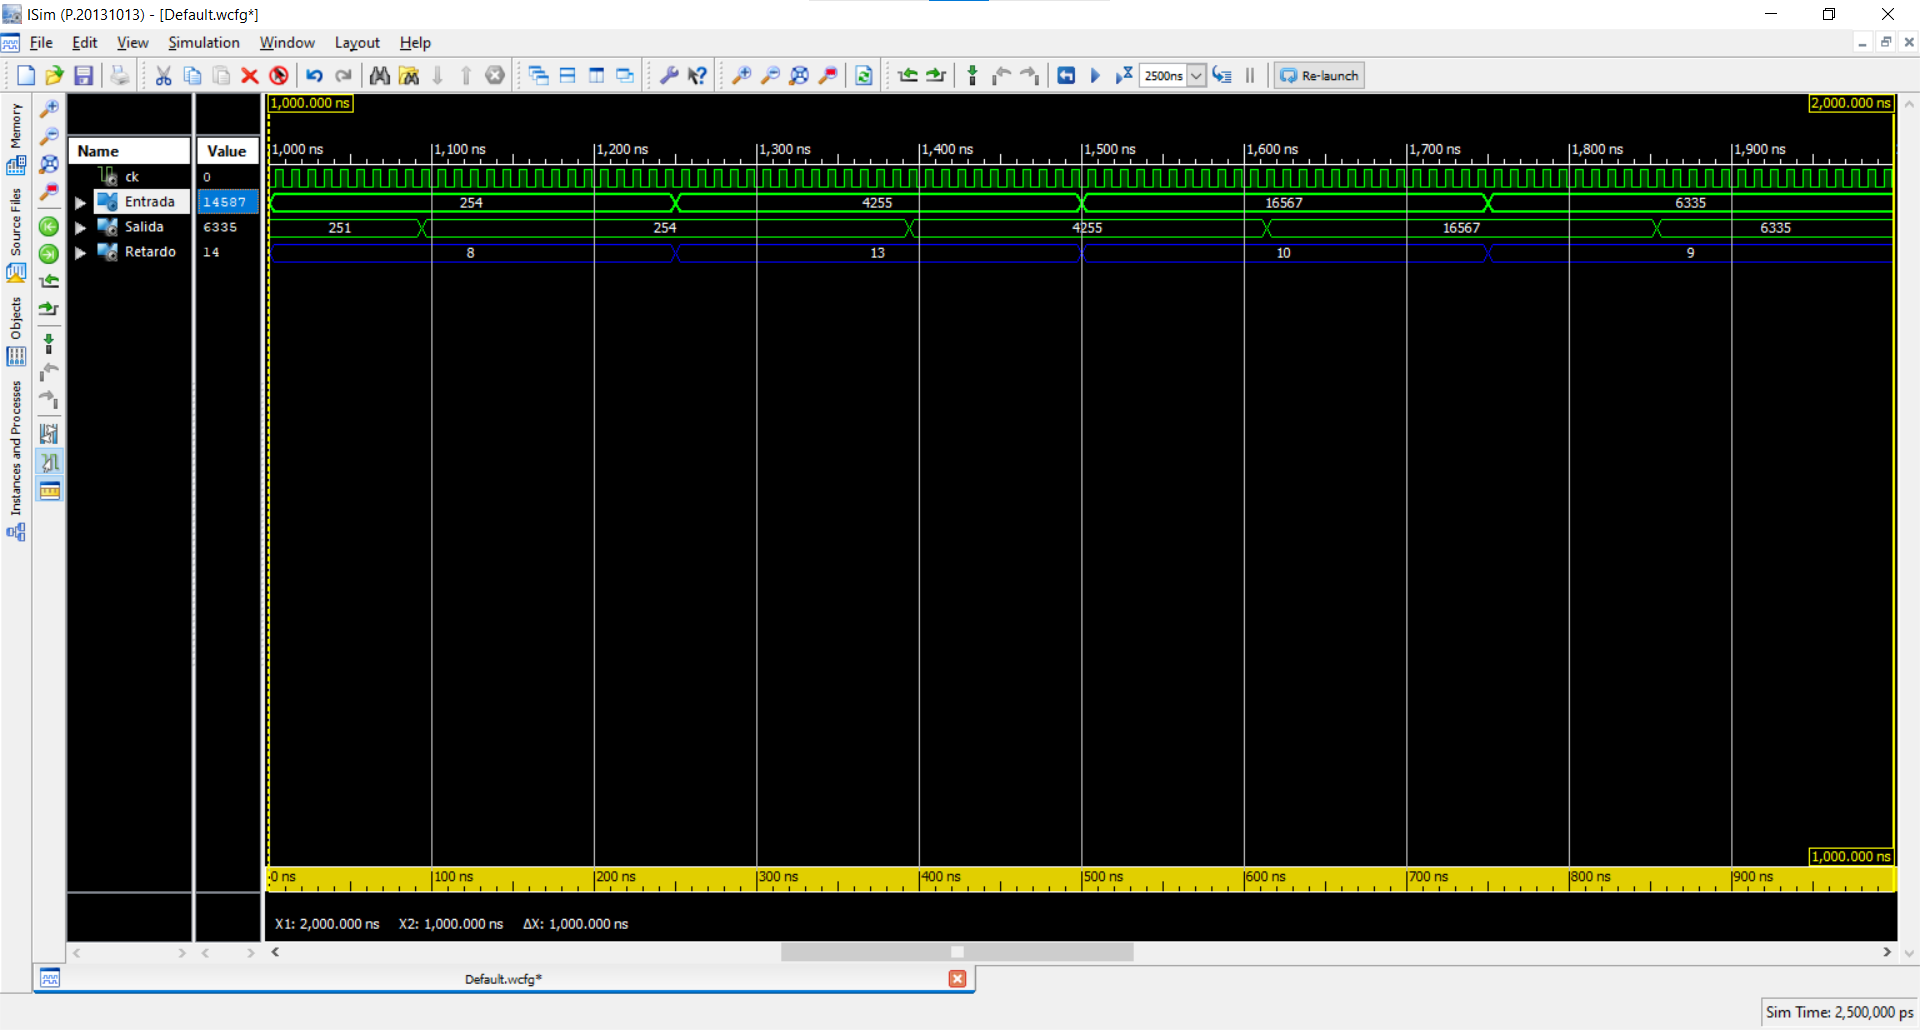 ISim (P.20131013) - [Default.wcfg*]
File Edit View Simulation Window Layout Help
2500ns Re-launch
Memory
Source Files
Objects
Instances and Processes
1,000.000 ns 2,000.000 ns
Name Value 1,000 ns 1,100 ns 1,200 ns 1,300 ns 1,400 ns 1,500 ns 1,600 ns 1,700 ns 1,800 ns 1,900 ns
ck 0
Entrada 14587 254 4255 16567 6335
Salida 6335 251 254 4255 16567 6335
Retardo 14 8 13 10 9
1,000.000 ns
0 ns 100 ns 200 ns 300 ns 400 ns 500 ns 600 ns 700 ns 800 ns 900 ns
X1: 2,000.000 ns X2: 1,000.000 ns ΔX: 1,000.000 ns
Default.wcfg*
Sim Time: 2,500,000 ps